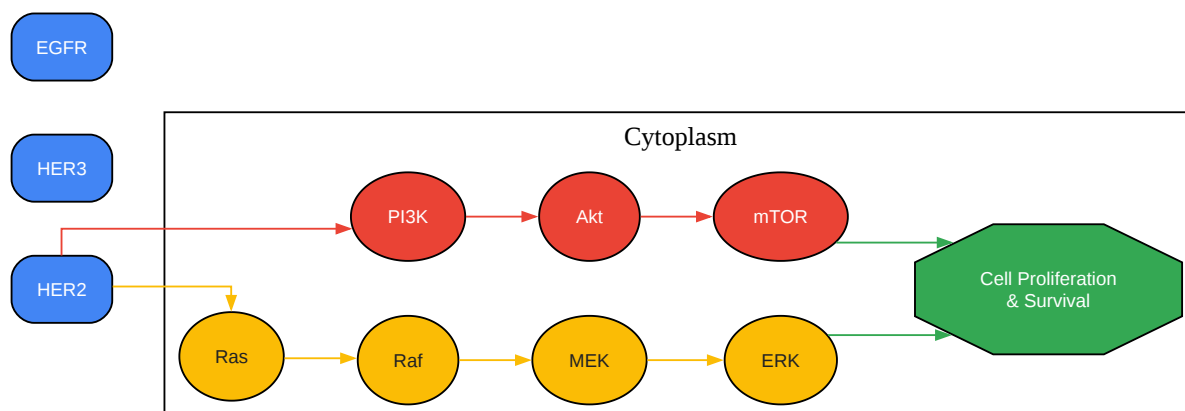 EGFR
Cytoplasm
HER3
PI3K
Akt
mTOR
HER2
Cell Proliferation
& Survival
Ras
Raf
MEK
ERK